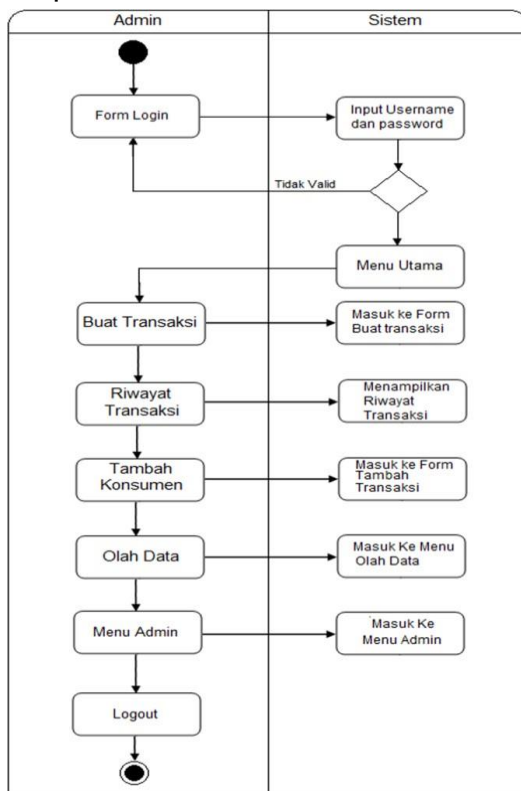 Admin
Sistem
Form Login
Input Username
dan password
Tidak Valid
Menu Utama
Buat Transaksi
Masuk ke Form
Buat transaksi
Riwayat
Transaksi
Menampilkan
Riwayat
Transaksi
Tambah
Konsumen
Masuk ke Form
Tambah
Transaksi
Olah Data
Masuk Ke Menu
Olah Data
Menu Admin
Masuk Ke
Menu Admin
Logout